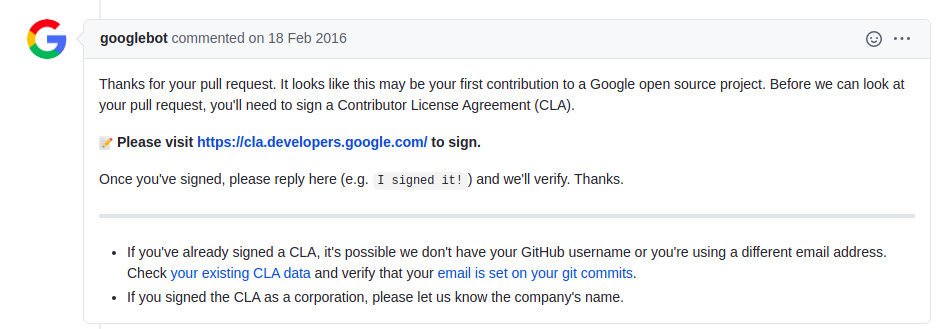 googlebot commented on 18 Feb 2016
Thanks for your pull request. It looks like this may be your first contribution to a Google open source project. Before we can look at
your pull request, you'll need to sign a Contributor License Agreement (CLA).
📝 Please visit https://cla.developers.google.com/ to sign.
Once you've signed, please reply here (e.g. I signed it!) and we'll verify. Thanks.
• If you've already signed a CLA, it's possible we don't have your GitHub username or you're using a different email address.
Check your existing CLA data and verify that your email is set on your git commits.
• If you signed the CLA as a corporation, please let us know the company's name.